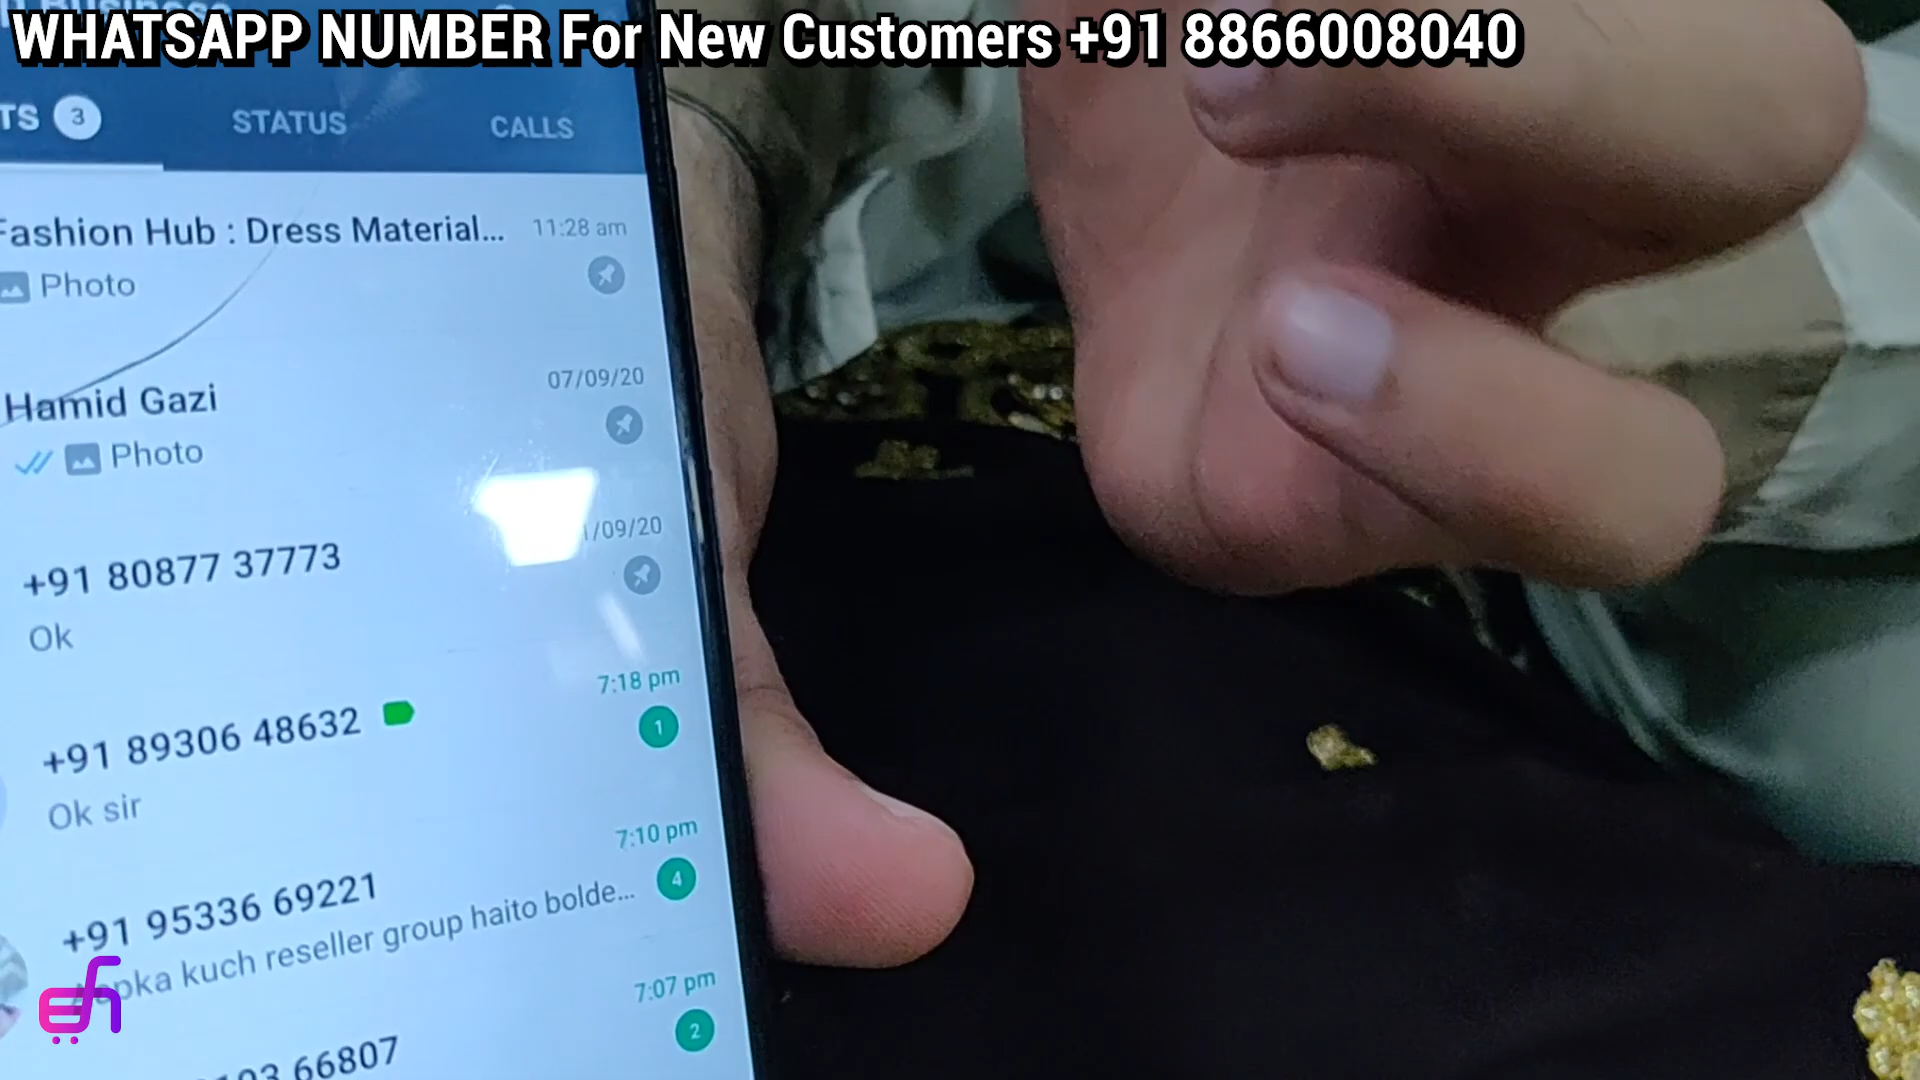 WHATSAPP NUMBER For New Customers +91 8866008040
TS 3 STATUS CALLS
Fashion Hub : Dress Material... 11:28 am
Photo
Hamid Gazi 07/09/20
Photo
+91 80877 37773 /09/20
Ok
+91 89306 48632 7:18 pm
Ok sir 1
+91 95336 69221 7:10 pm
kuch reseller group haito bolde... 4
66807 7:07 pm
2